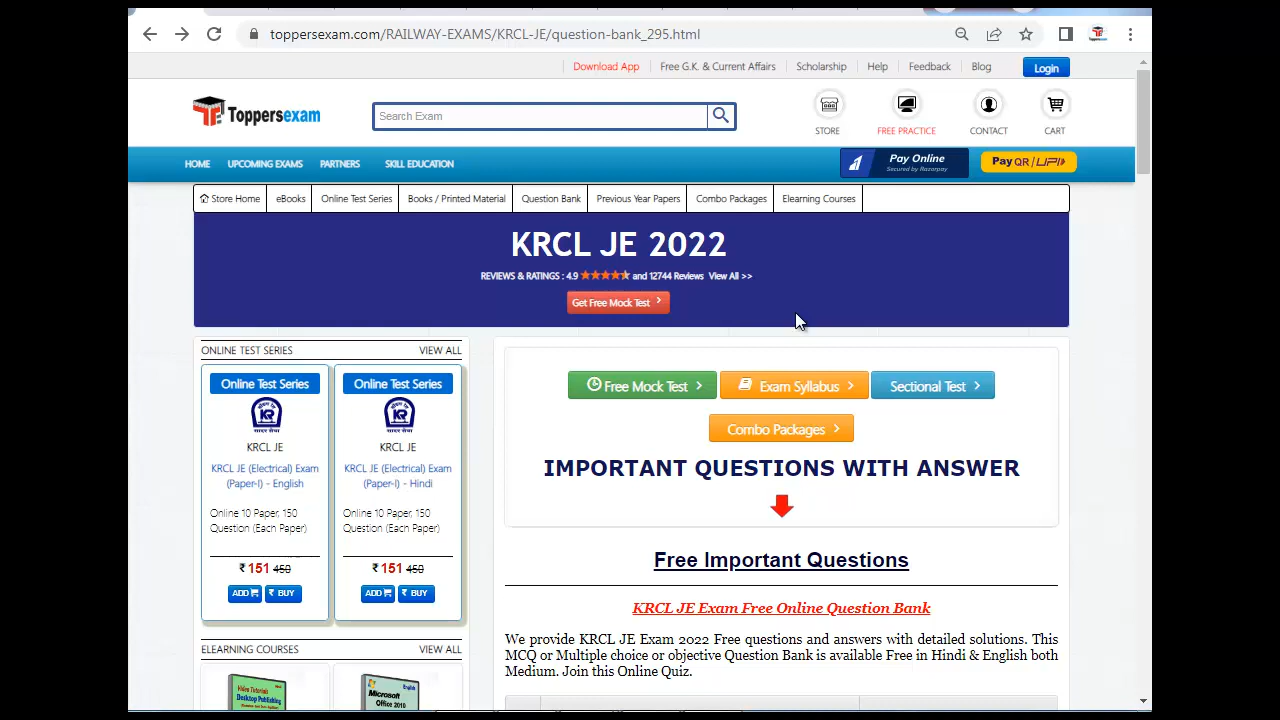 toppersexam.com/RAILWAY-EXAMS/KRCL-JE/question-bank_295.html
Download App Free G.K. & Current Affairs Scholarship Help Feedback Blog Login
Toppersexam
Search Exam
STORE FREE PRACTICE CONTACT CART
HOME UPCOMING EXAMS PARTNERS SKILL EDUCATION
Pay Online
Secured by Razorpay
Pay QR / UPI
Store Home eBooks Online Test Series Books / Printed Material Question Bank Previous Year Papers Combo Packages Elearning Courses
KRCL JE 2022
REVIEWS & RATINGS : 4.9 and 12744 Reviews View All >>
Get Free Mock Test
ONLINE TEST SERIES VIEW ALL
Online Test Series
KRCL JE
KRCL JE (Electrical) Exam
(Paper-I) - English
Online 10 Paper, 150
Question (Each Paper)
₹ 151 450
ADD ₹ BUY
Online Test Series
KRCL JE
KRCL JE (Electrical) Exam
(Paper-I) - Hindi
Online 10 Paper, 150
Question (Each Paper)
₹ 151 450
ADD ₹ BUY
ELEARNING COURSES VIEW ALL
Video Tutorials
Desktop Publishing
English
Microsoft
Office 2010
Free Mock Test Exam Syllabus Sectional Test
Combo Packages
IMPORTANT QUESTIONS WITH ANSWER
Free Important Questions
KRCL JE Exam Free Online Question Bank
We provide KRCL JE Exam 2022 Free questions and answers with detailed solutions. This
MCQ or Multiple choice or objective Question Bank is available Free in Hindi & English both
Medium. Join this Online Quiz.